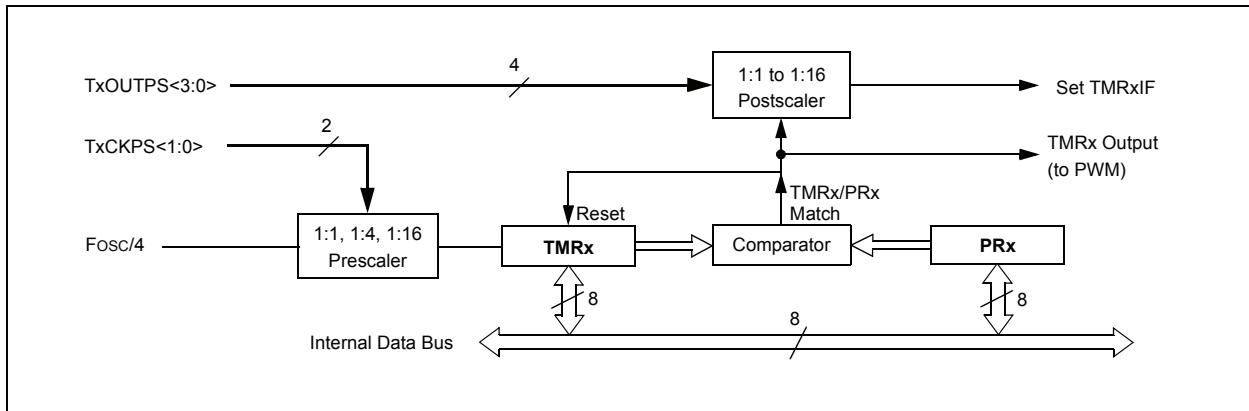 TxOUTPS<3:0>
4
1:1 to 1:16
Postscaler
Set TMRxIF
TxCKPS<1:0>
2
TMRx Output
(to PWM)
TMRx/PRx
Match
Reset
FOSC/4
1:1, 1:4, 1:16
Prescaler
TMRx
Comparator
PRx
8
8
8
Internal Data Bus